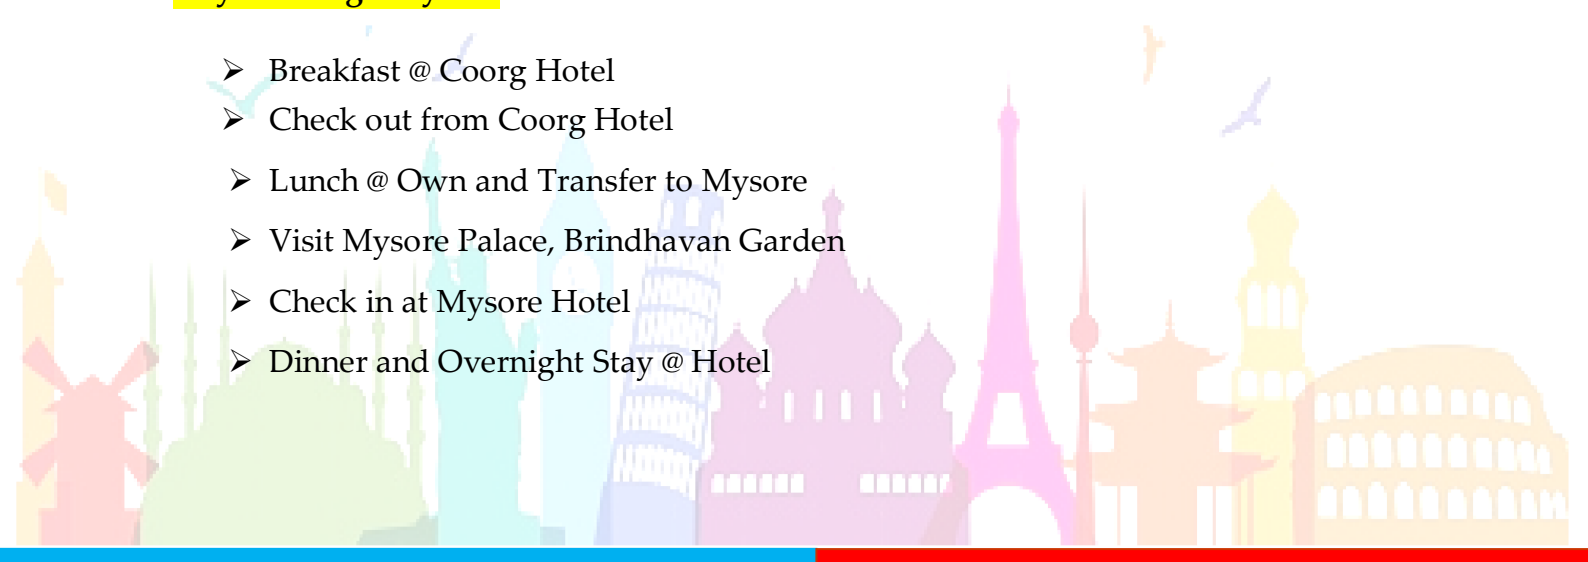 ➢ Breakfast @ Coorg Hotel
➢ Check out from Coorg Hotel
➢ Lunch @ Own and Transfer to Mysore
➢ Visit Mysore Palace, Brindhavan Garden
➢ Check in at Mysore Hotel
➢ Dinner and Overnight Stay @ Hotel